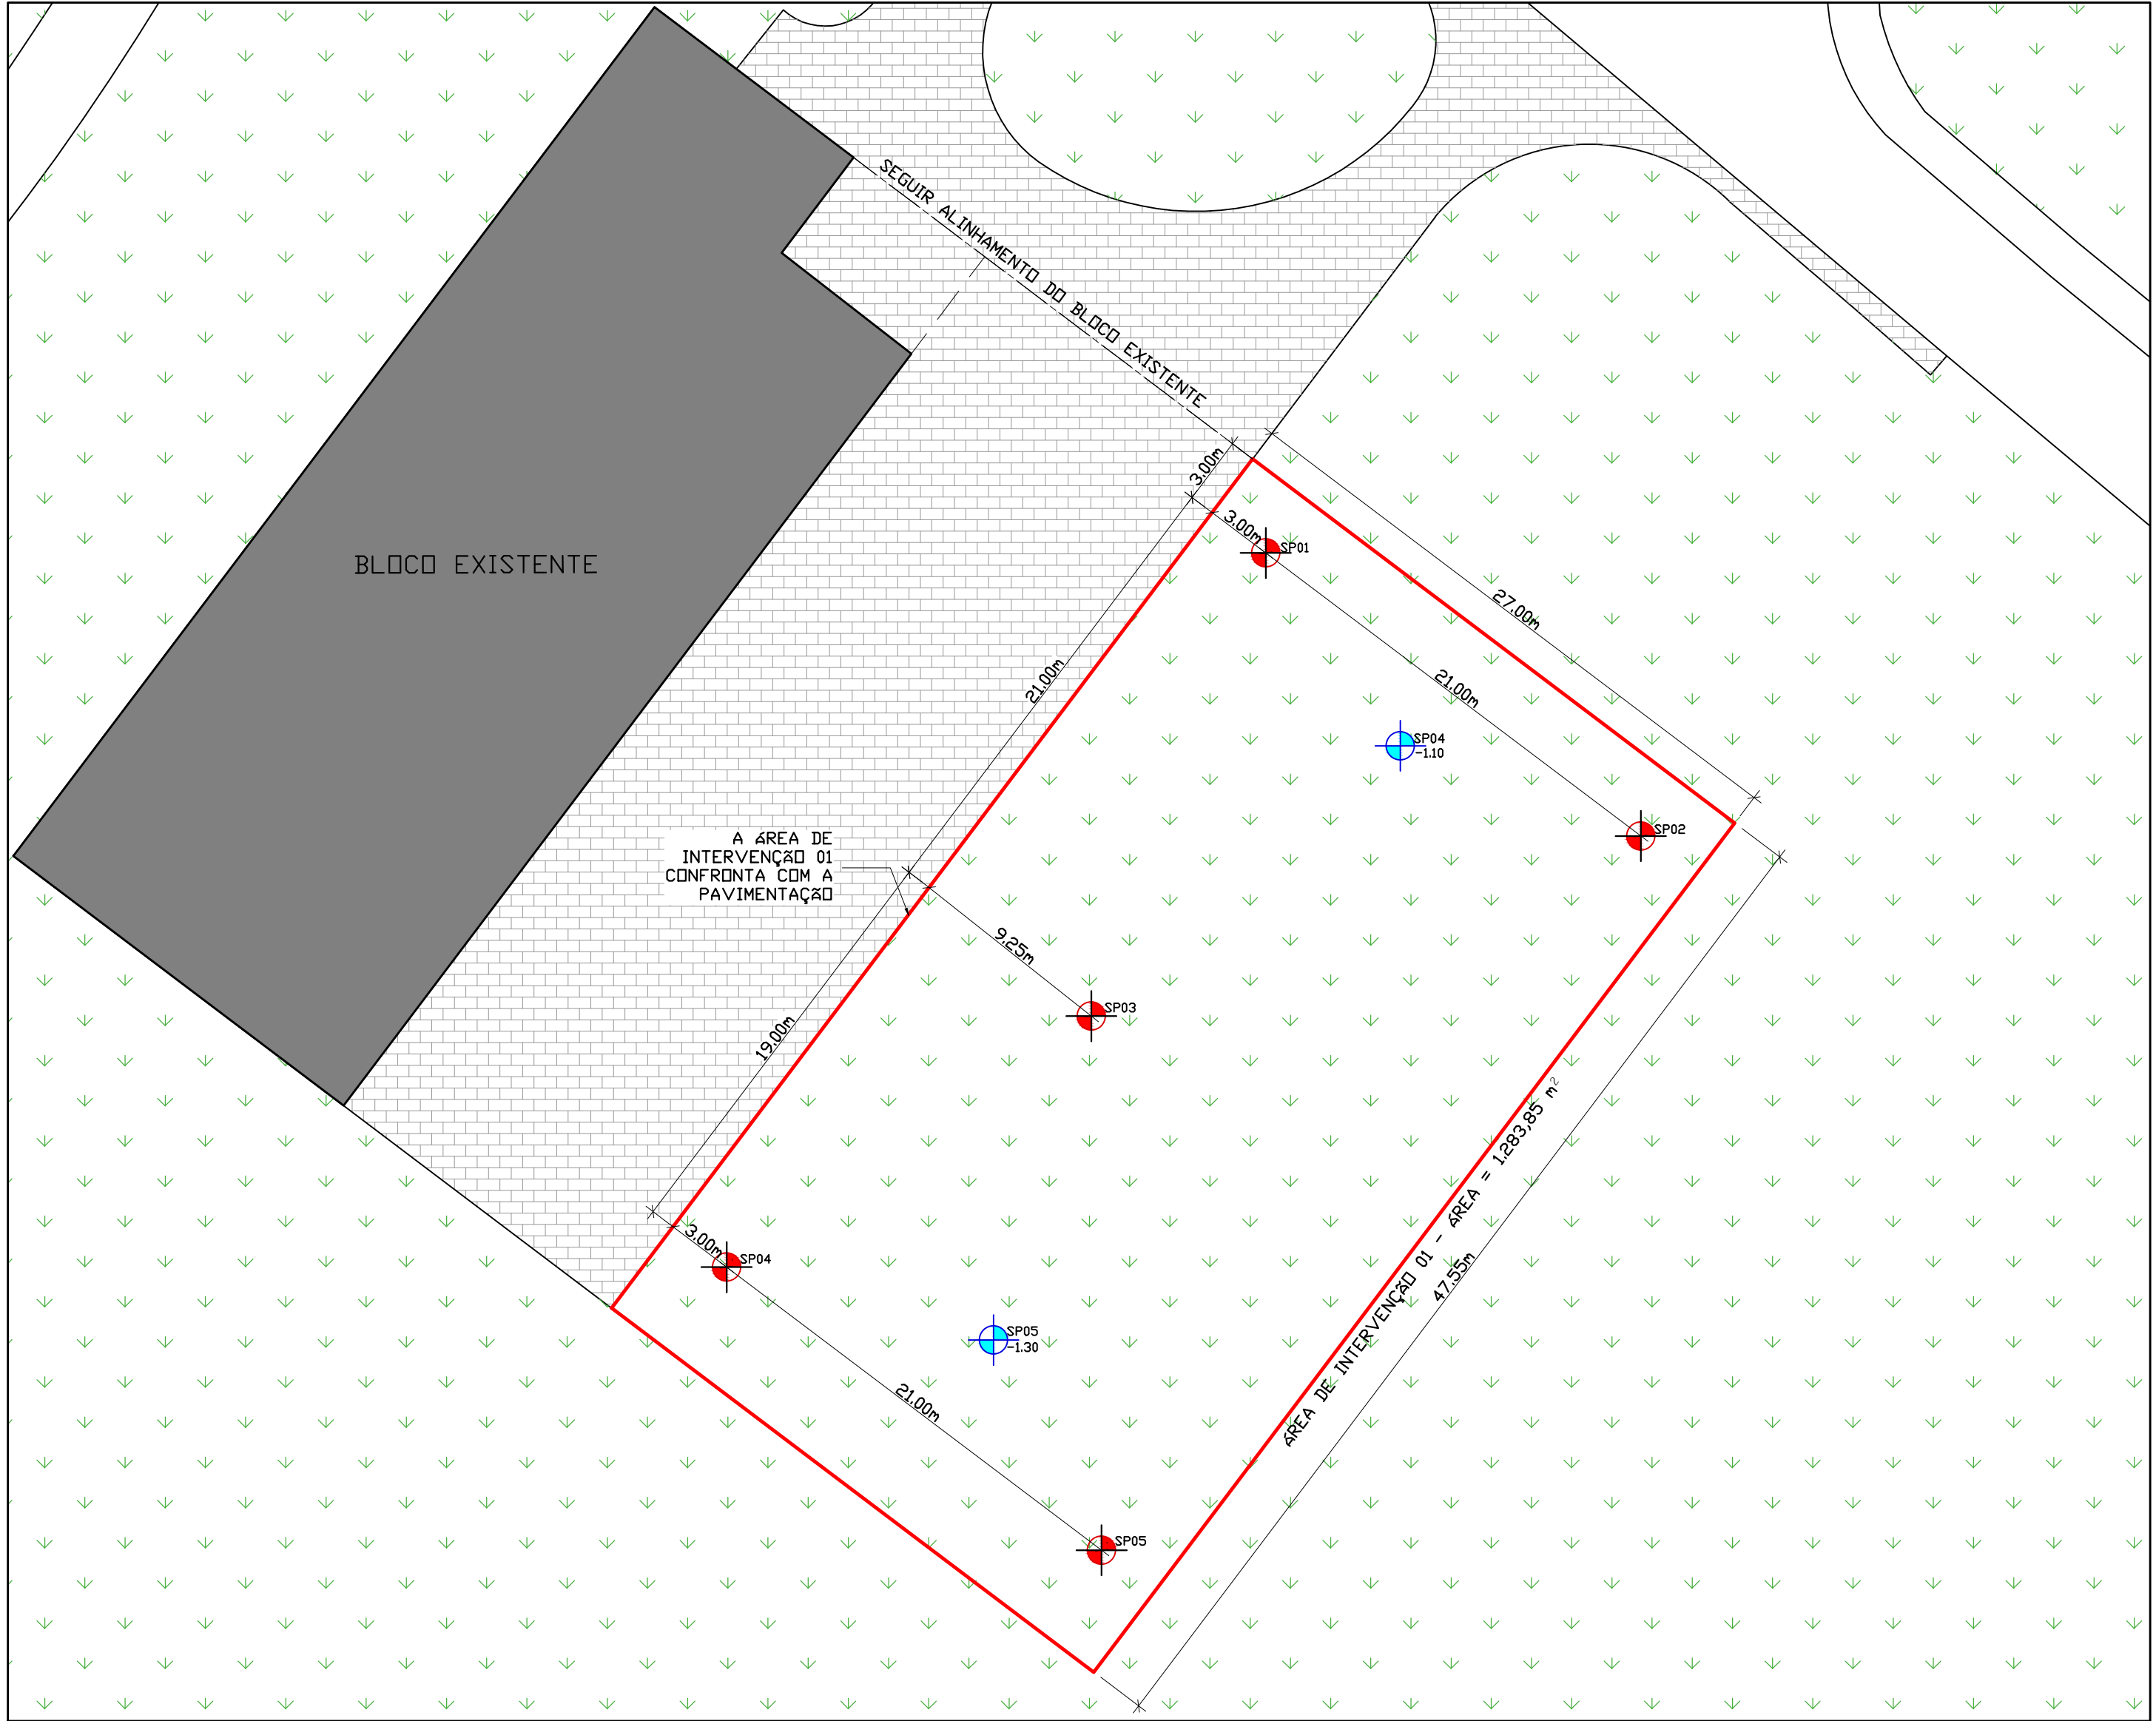 SEGUIR ALINHAMENTO DO BLOCO EXISTENTE
BLOCO EXISTENTE
3.00m
3.00m
SP01
27.00m
21.00m
21.00m
SP04
-1.10
SP02
A ÁREA DE
INTERVENÇÃO 01
CONFRONTA COM A
PAVIMENTAÇÃO
9.25m
SP03
19.00m
ÁREA DE INTERVENÇÃO 01 - ÁREA = 1.283,85 m²
47.55m
3.00m
SP04
SP05
-1.30
21.00m
SP05